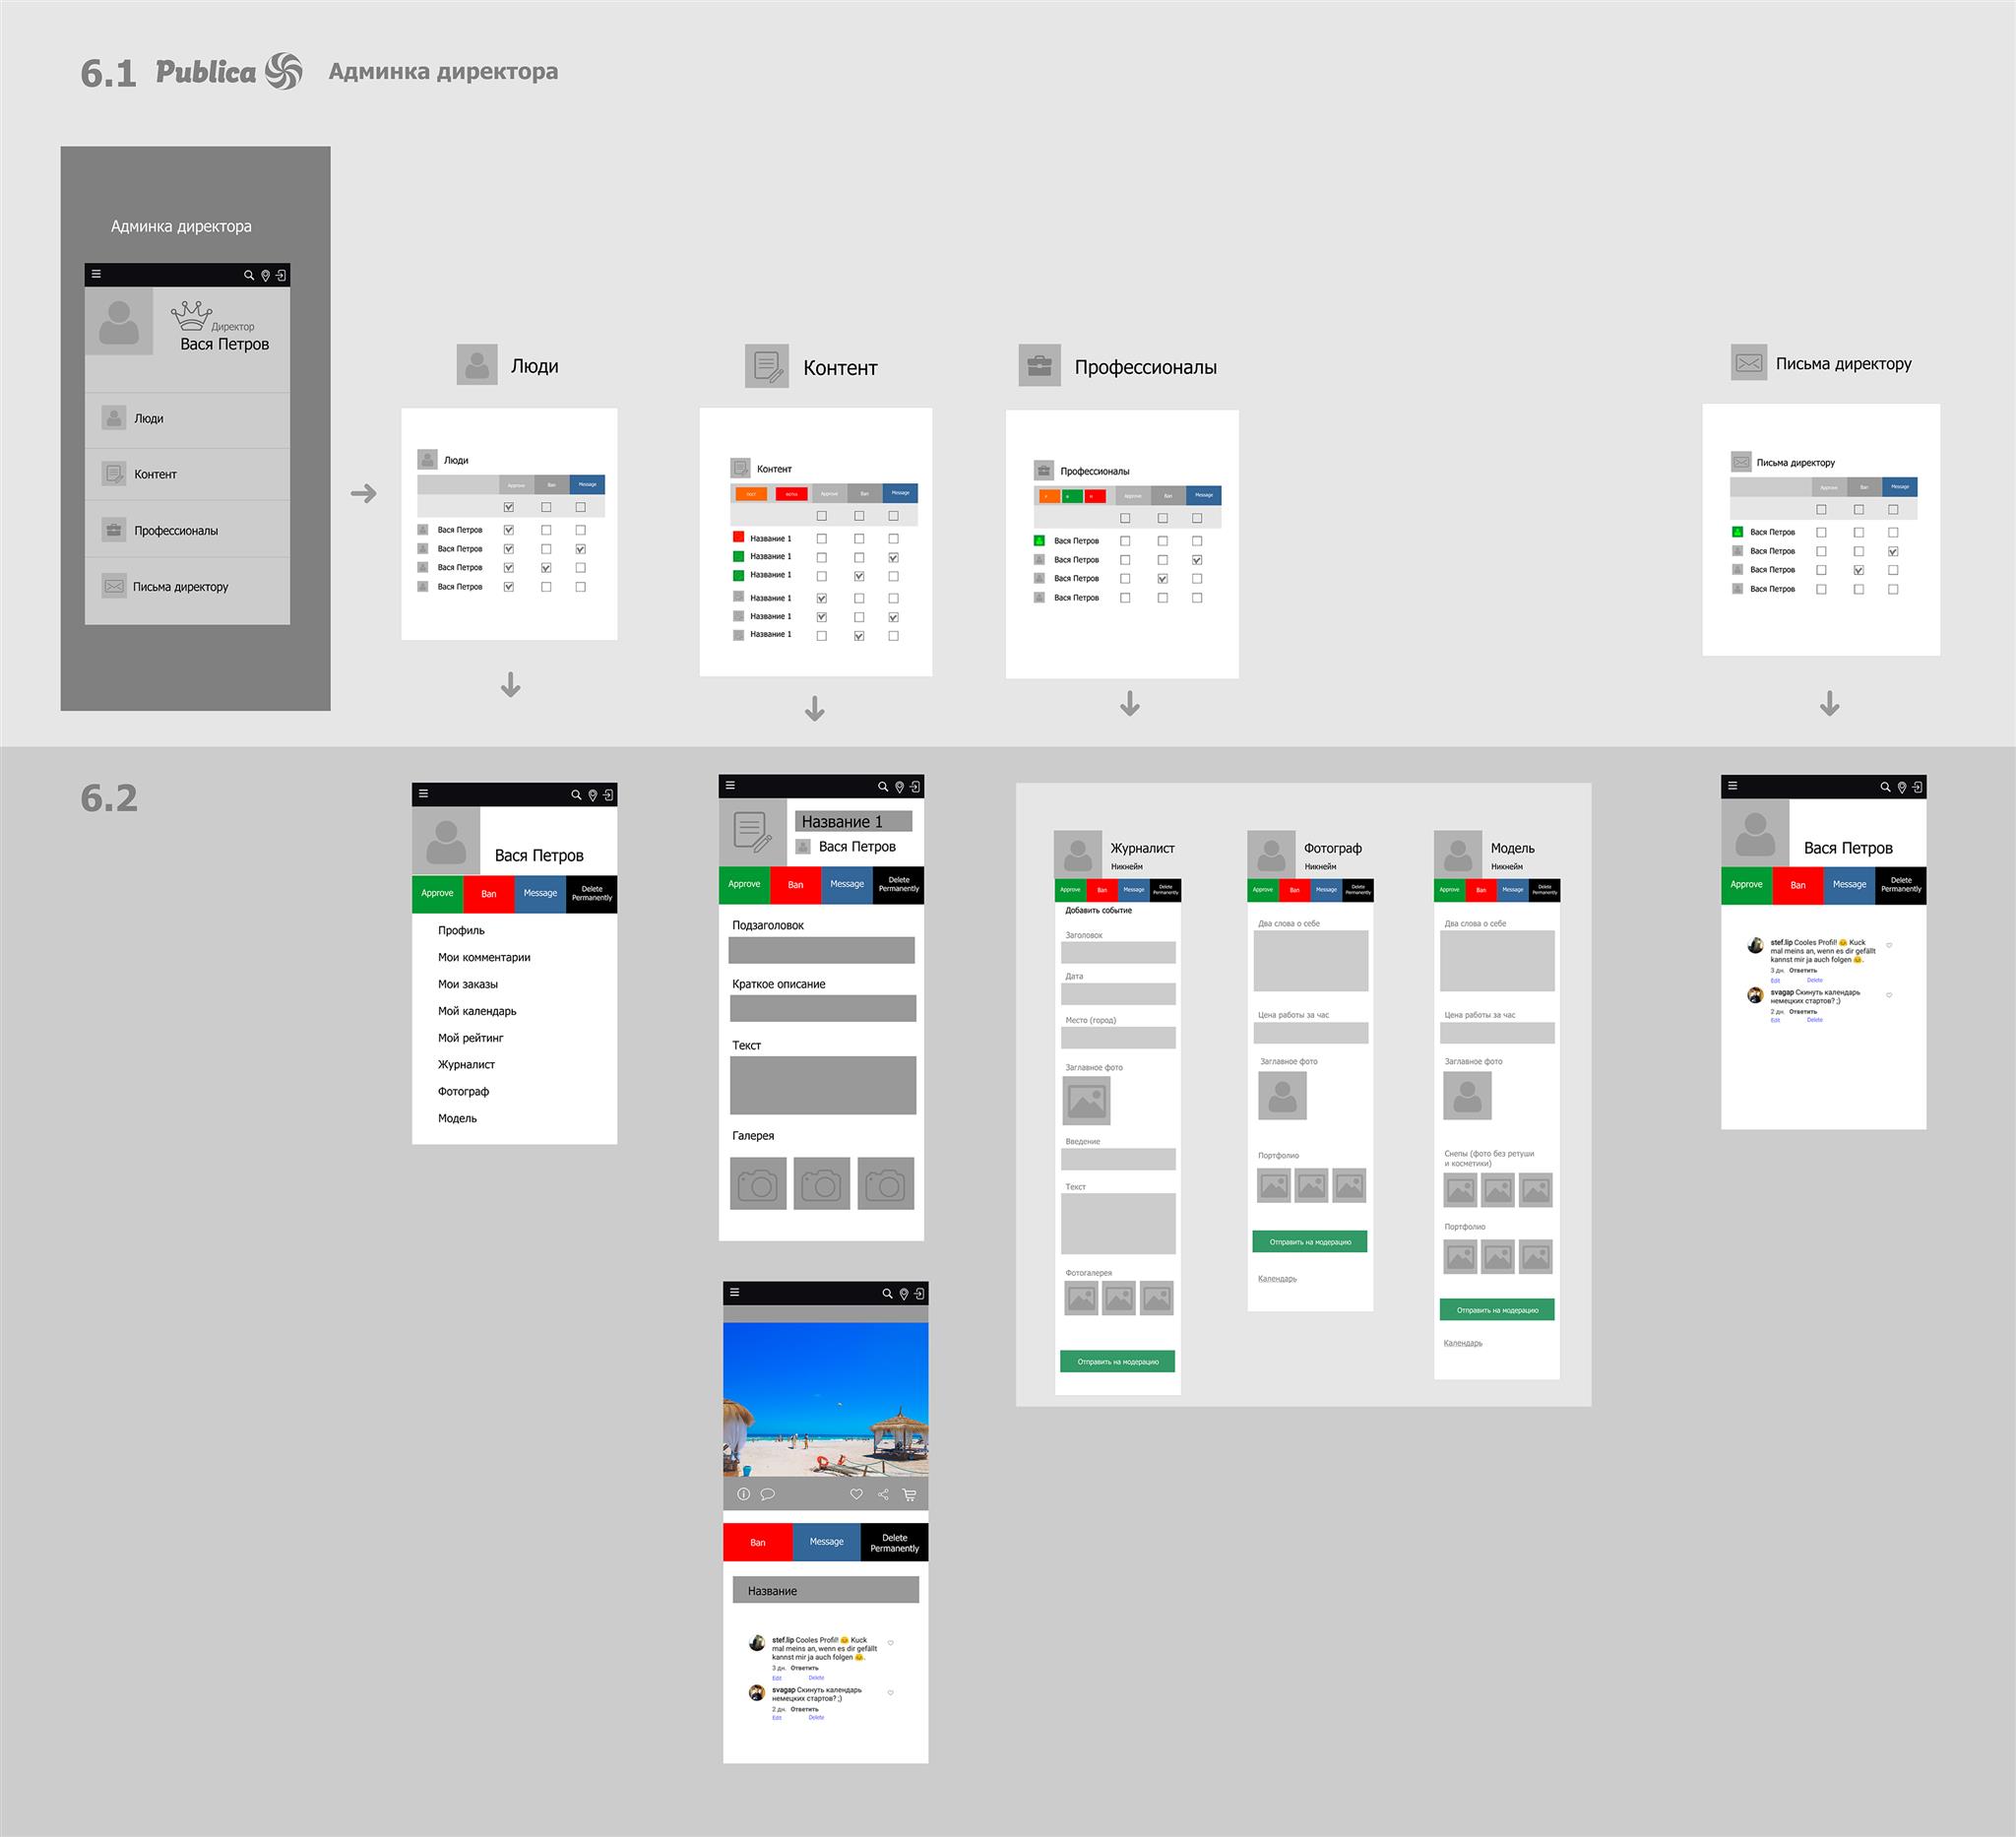 6.1 Publica Админка директора
Админка директора
Директор
Вася Петров
Люди
Контент
Профессионалы
Письма директору
Люди
Люди
Approve Ban Message
Вася Петров
Вася Петров
Вася Петров
Вася Петров
Контент
Контент
Approve Ban Message
Название 1
Название 1
Название 1
Название 1
Название 1
Название 1
Профессионалы
Профессионалы
Approve Ban Message
Вася Петров
Вася Петров
Вася Петров
Вася Петров
Письма директору
Письма директору
Approve Ban Message
Вася Петров
Вася Петров
Вася Петров
Вася Петров
6.2
Вася Петров
Approve Ban Message Delete
Permanently
Профиль
Мои комментарии
Мои заказы
Мой календарь
Мой рейтинг
Журналист
Фотограф
Модель
Название 1
Вася Петров
Approve Ban Message Delete
Permanently
Подзаголовок
Краткое описание
Текст
Галерея
Ban Message Delete
Permanently
Название
stef.lip Cooles Profil! 😊 Kuck
mal meins an, wenn es dir gefällt
kannst mir ja auch folgen 😊.
3 дн. Ответить
Edit Delete
svagap Скинуть календарь
немецких стартов? ;)
2 дн. Ответить
Edit Delete
Журналист
Никнейм
Approve Ban Message Delete
Permanently
Добавить событие
Заголовок
Дата
Место (город)
Заглавное фото
Введение
Текст
Фотогалерея
Отправить на модерацию
Фотограф
Никнейм
Approve Ban Message Delete
Permanently
Два слова о себе
Цена работы за час
Заглавное фото
Портфолио
Отправить на модерацию
Календарь
Модель
Никнейм
Approve Ban Message Delete
Permanently
Два слова о себе
Цена работы за час
Заглавное фото
Снепы (фото без ретуши
и косметики)
Портфолио
Отправить на модерацию
Календарь
Вася Петров
Approve Ban Message Delete
Permanently
stef.lip Cooles Profil! 😊 Kuck
mal meins an, wenn es dir gefällt
kannst mir ja auch folgen 😊.
3 дн. Ответить
Edit Delete
svagap Скинуть календарь
немецких стартов? ;)
2 дн. Ответить
Edit Delete